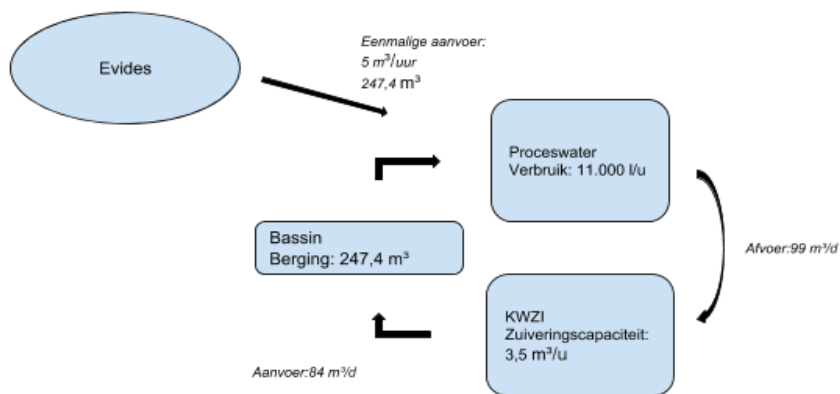 Evides
Eenmalige aanvoer:
5 m³/uur
247,4 m³
Proceswater
Verbruik: 11.000 l/u
Bassin
Berging: 247,4 m³
Afvoer:99 m³/d
KWZI
Zuiveringscapaciteit:
3,5 m³/u
Aanvoer:84 m³/d